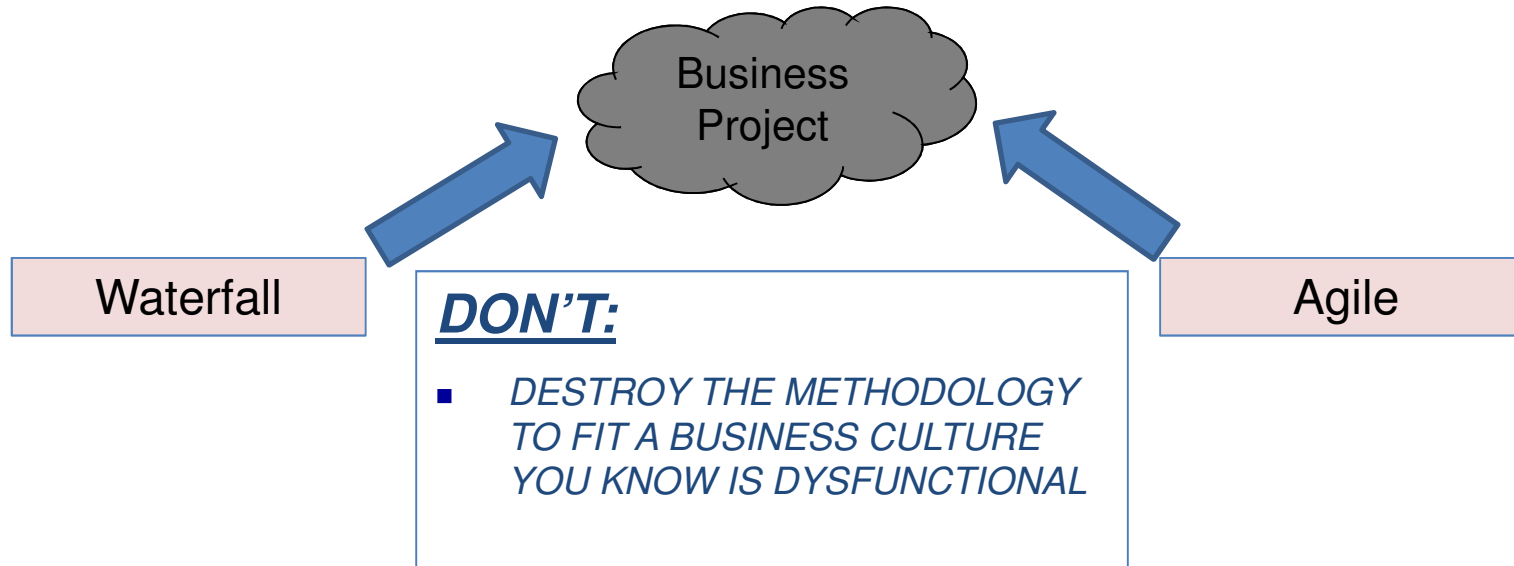 Business
Project
Waterfall
Agile
DON'T:
▪ DESTROY THE METHODOLOGY
TO FIT A BUSINESS CULTURE
YOU KNOW IS DYSFUNCTIONAL